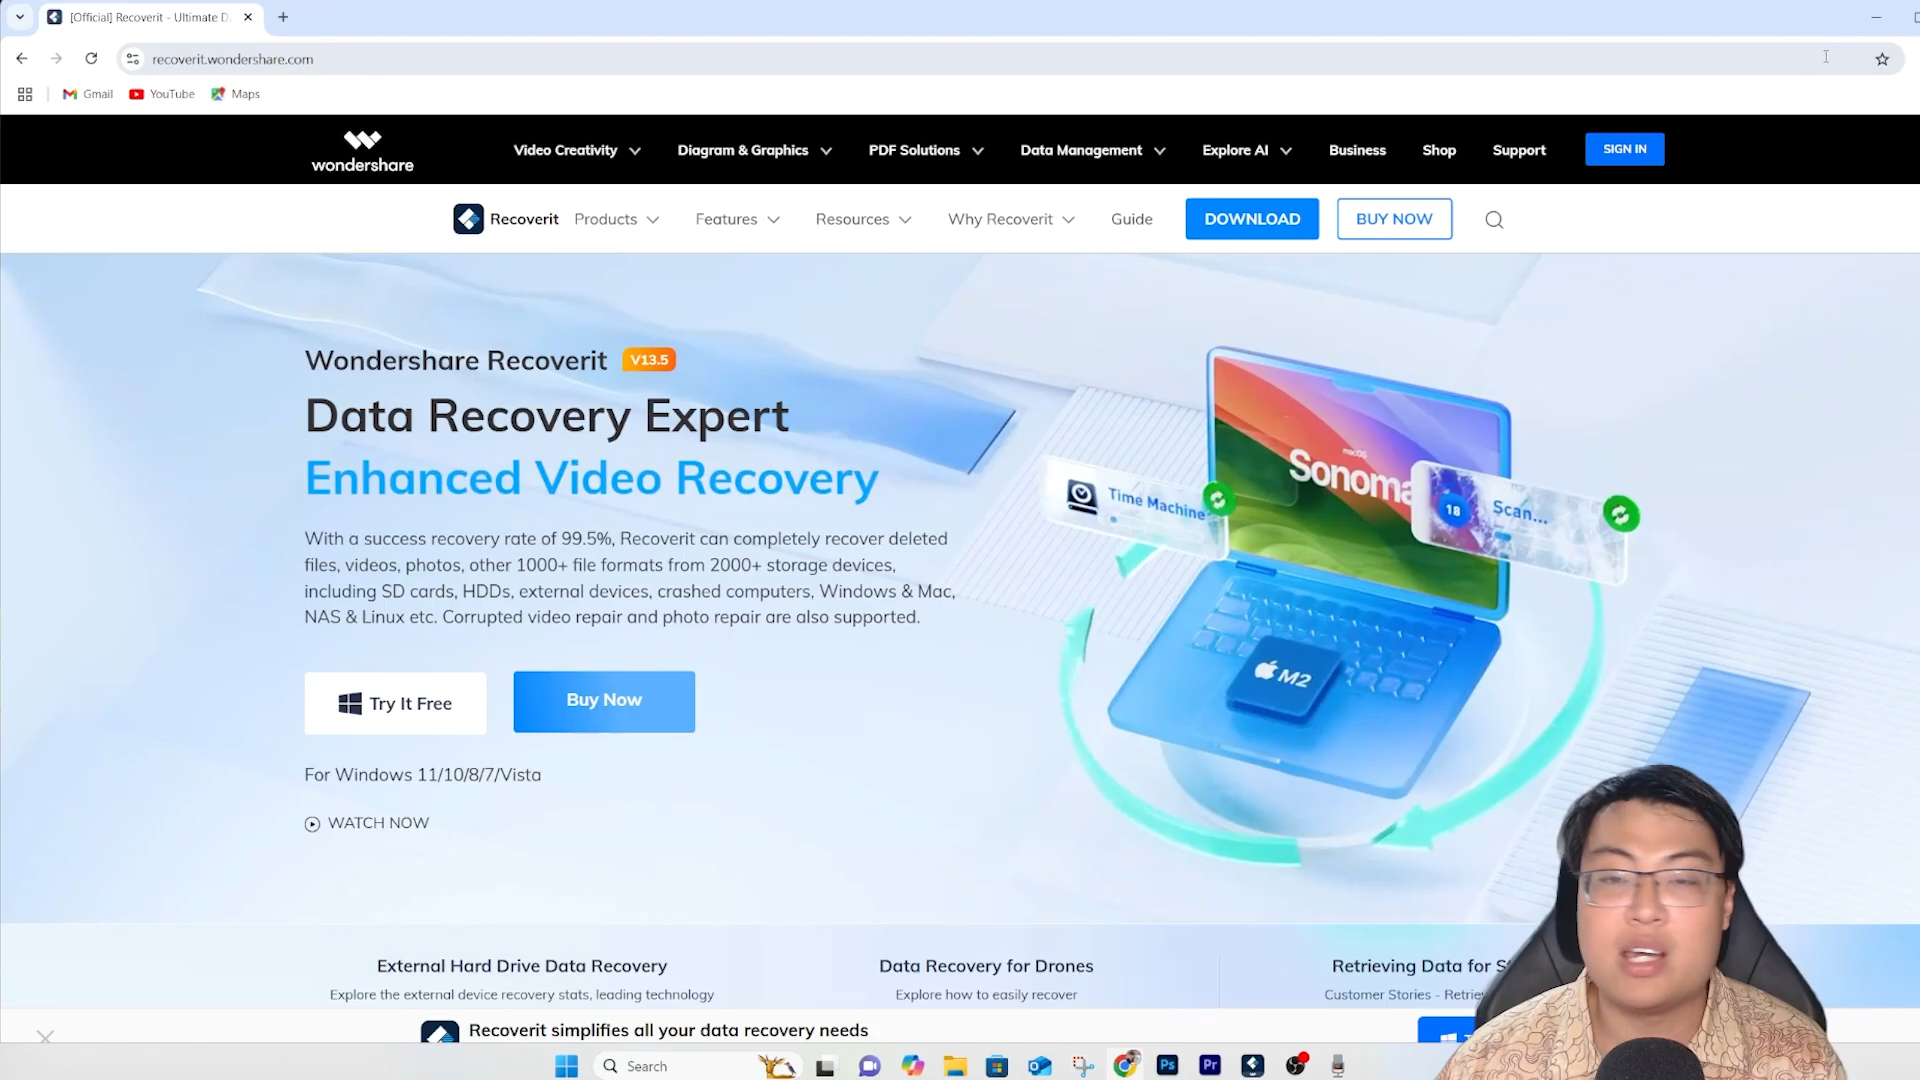 [Official] Recoverit - Ultimate D
recoverit.wondershare.com
Gmail
YouTube
Maps
wondershare
Video Creativity
Diagram & Graphics
PDF Solutions
Data Management
Explore AI
Business
Shop
Support
SIGN IN
Recoverit
Products
Features
Resources
Why Recoverit
Guide
DOWNLOAD
BUY NOW
Wondershare Recoverit
V13.5
Data Recovery Expert
Enhanced Video Recovery
With a success recovery rate of 99.5%, Recoverit can completely recover deleted
files, videos, photos, other 1000+ file formats from 2000+ storage devices,
including SD cards, HDDs, external devices, crashed computers, Windows & Mac,
NAS & Linux etc. Corrupted video repair and photo repair are also supported.
Try It Free
Buy Now
For Windows 11/10/8/7/Vista
WATCH NOW
macOS
Sonoma
Time Machine
18
Scan...
M2
External Hard Drive Data Recovery
Explore the external device recovery stats, leading technology
Data Recovery for Drones
Explore how to easily recover
Retrieving Data for
Customer Stories -
Recoverit simplifies all your data recovery needs
Search
Ps
Pr